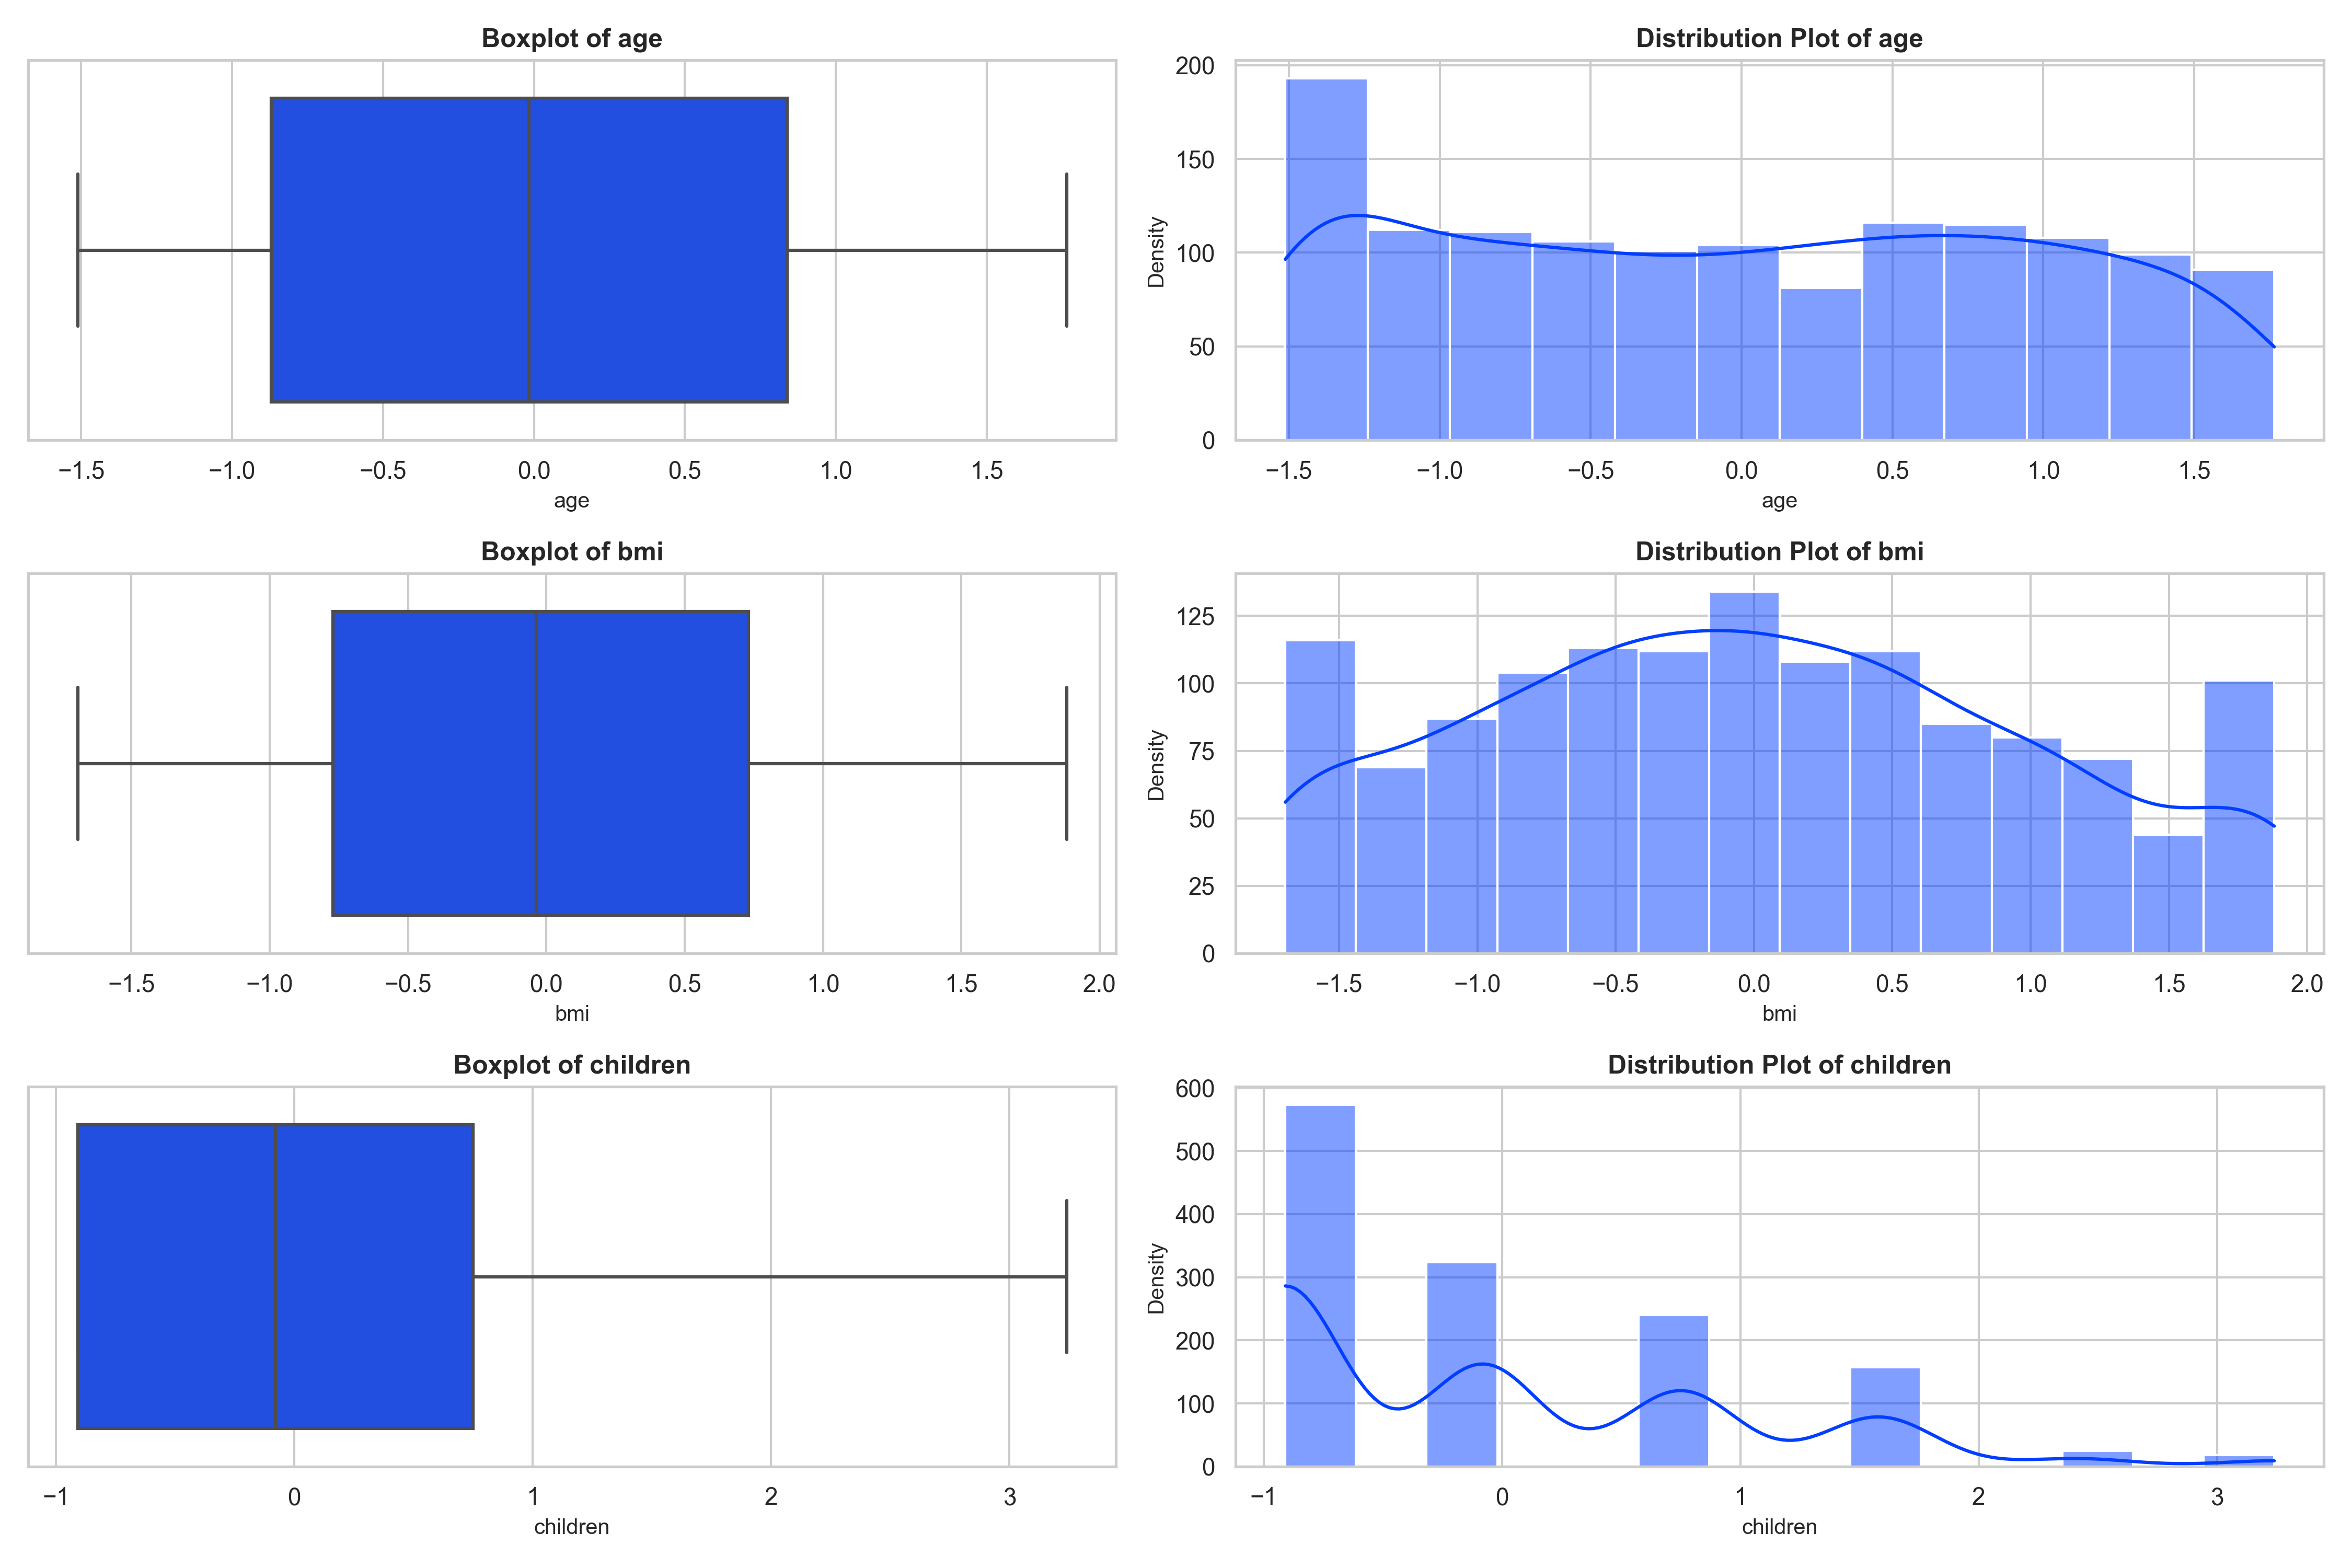 Boxplot of age
−1.5 −1.0 −0.5 0.0 0.5 1.0 1.5
age
Distribution Plot of age
200
150
100
50
0
Density
−1.5 −1.0 −0.5 0.0 0.5 1.0 1.5
age
Boxplot of bmi
−1.5 −1.0 −0.5 0.0 0.5 1.0 1.5 2.0
bmi
Distribution Plot of bmi
125
100
75
50
25
0
Density
−1.5 −1.0 −0.5 0.0 0.5 1.0 1.5 2.0
bmi
Boxplot of children
−1 0 1 2 3
children
Distribution Plot of children
600
500
400
300
200
100
0
Density
−1 0 1 2 3
children